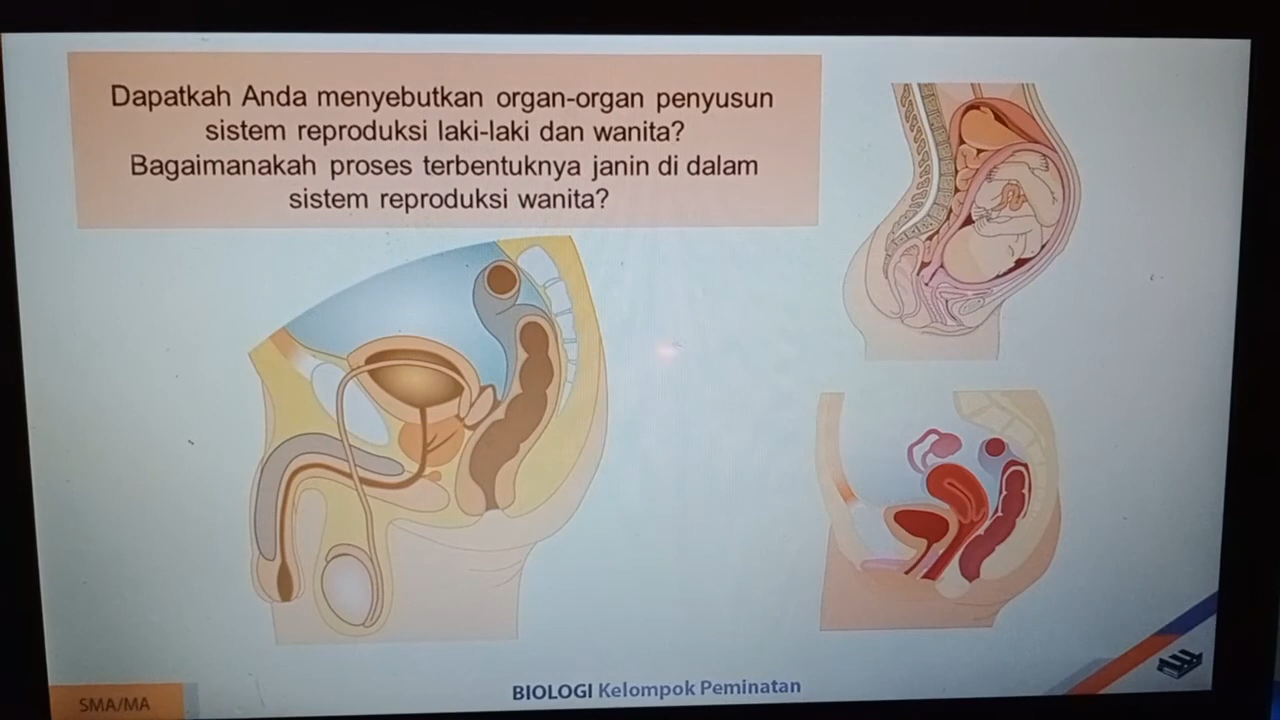 Dapatkah Anda menyebutkan organ-organ penyusun
sistem reproduksi laki-laki dan wanita?
Bagaimanakah proses terbentuknya janin di dalam
sistem reproduksi wanita?
SMA/MA
BIOLOGI Kelompok Peminatan